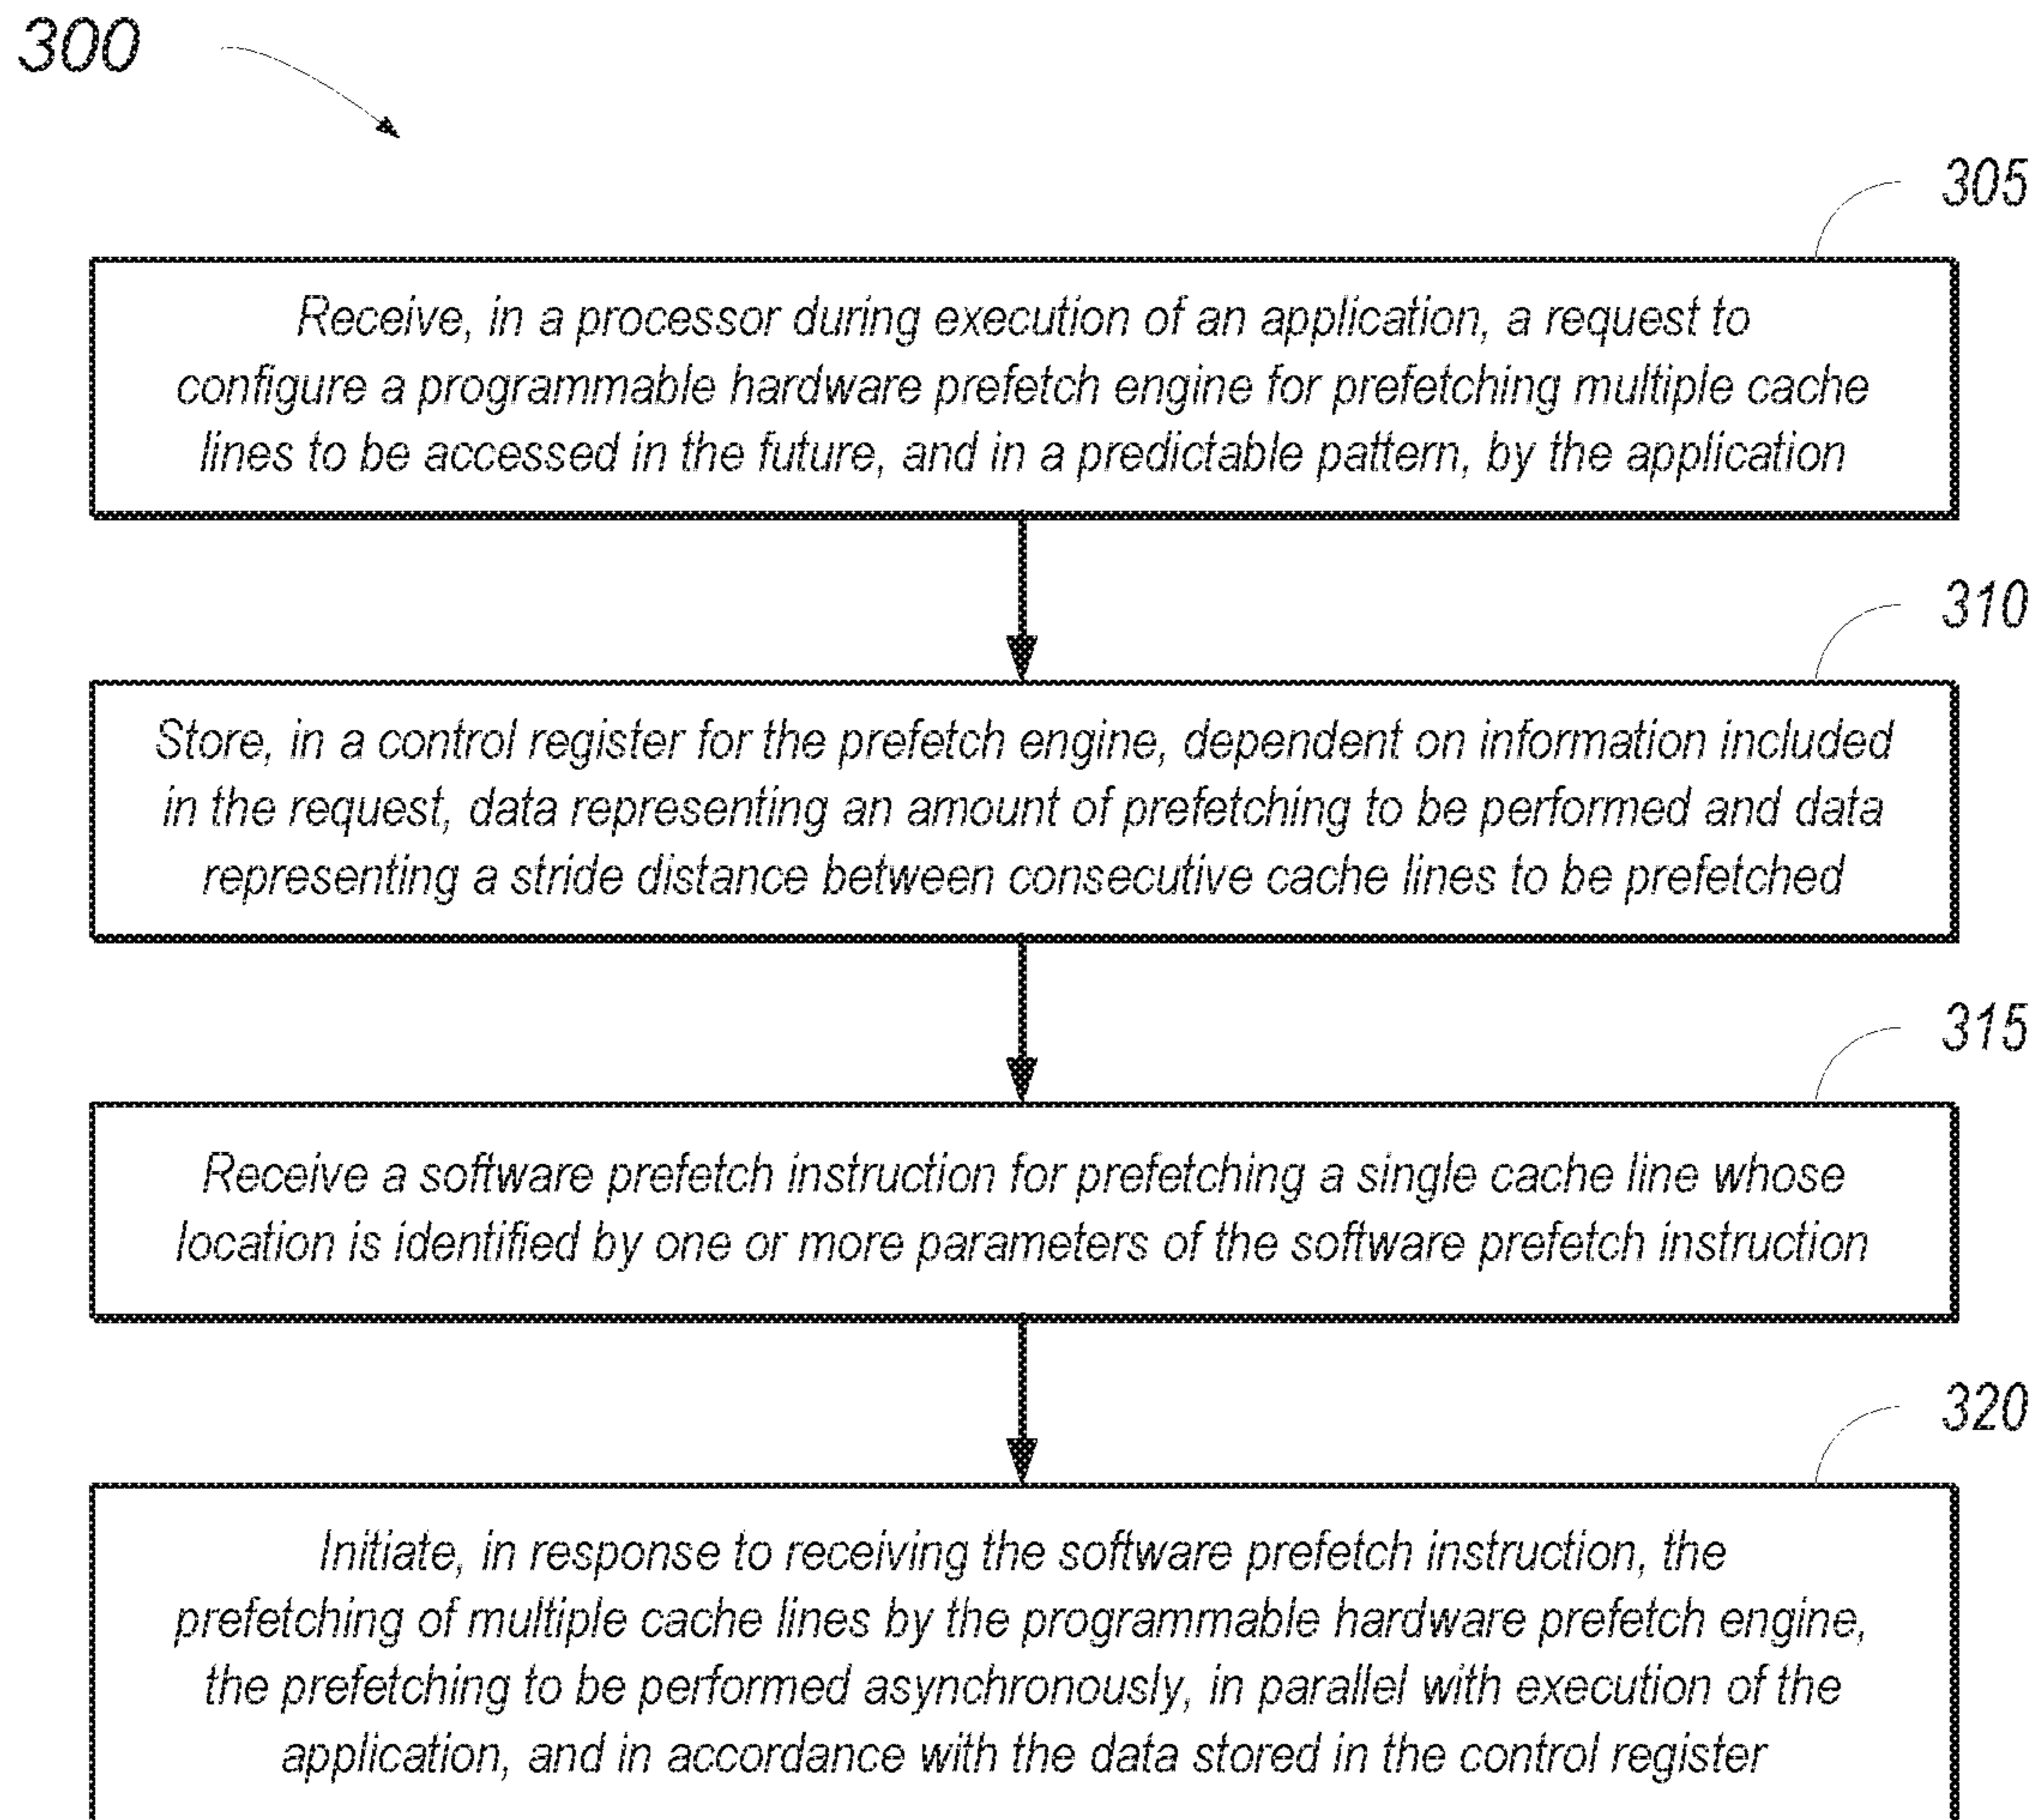 300
305
Receive, in a processor during execution of an application, a request to
configure a programmable hardware prefetch engine for prefetching multiple cache
lines to be accessed in the future, and in a predictable pattern, by the application
310
Store, in a control register for the prefetch engine, dependent on information included
in the request, data representing an amount of prefetching to be performed and data
representing a stride distance between consecutive cache lines to be prefetched
315
Receive a software prefetch instruction for prefetching a single cache line whose
location is identified by one or more parameters of the software prefetch instruction
320
Initiate, in response to receiving the software prefetch instruction, the
prefetching of multiple cache lines by the programmable hardware prefetch engine,
the prefetching to be performed asynchronously, in parallel with execution of the
application, and in accordance with the data stored in the control register